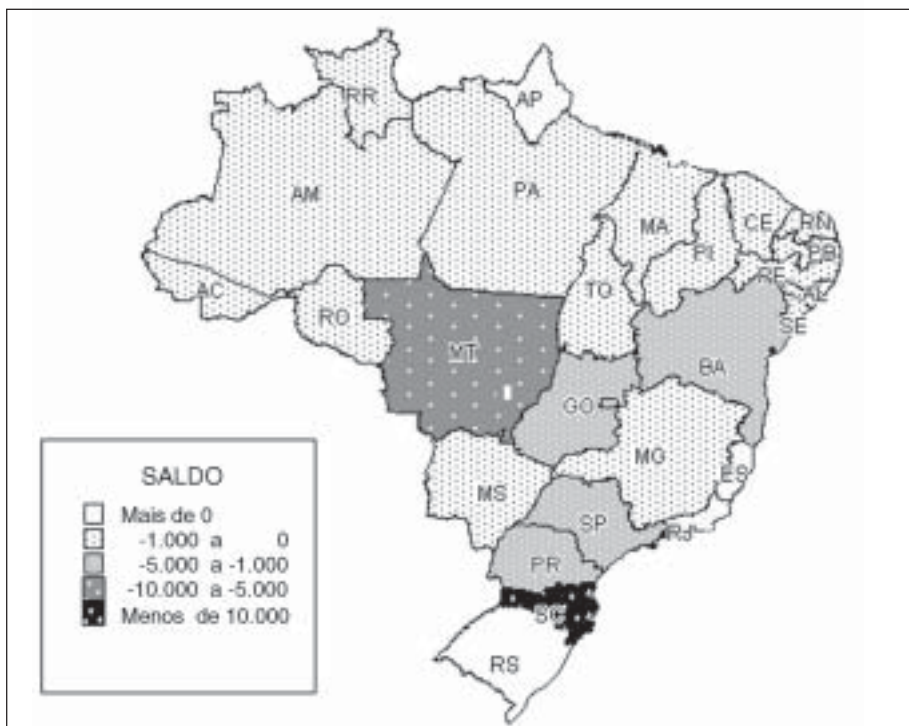 RR
AP
AM
PA
MA
CE
RN
PI
PB
PE
AC
TO
AL
RO
SE
MT
BA
GO
MG
ES
MS
SP
RJ
PR
SC
RS
SALDO
Mais de 0
-1.000 a 0
-5.000 a -1.000
-10.000 a -5.000
Menos de 10.000